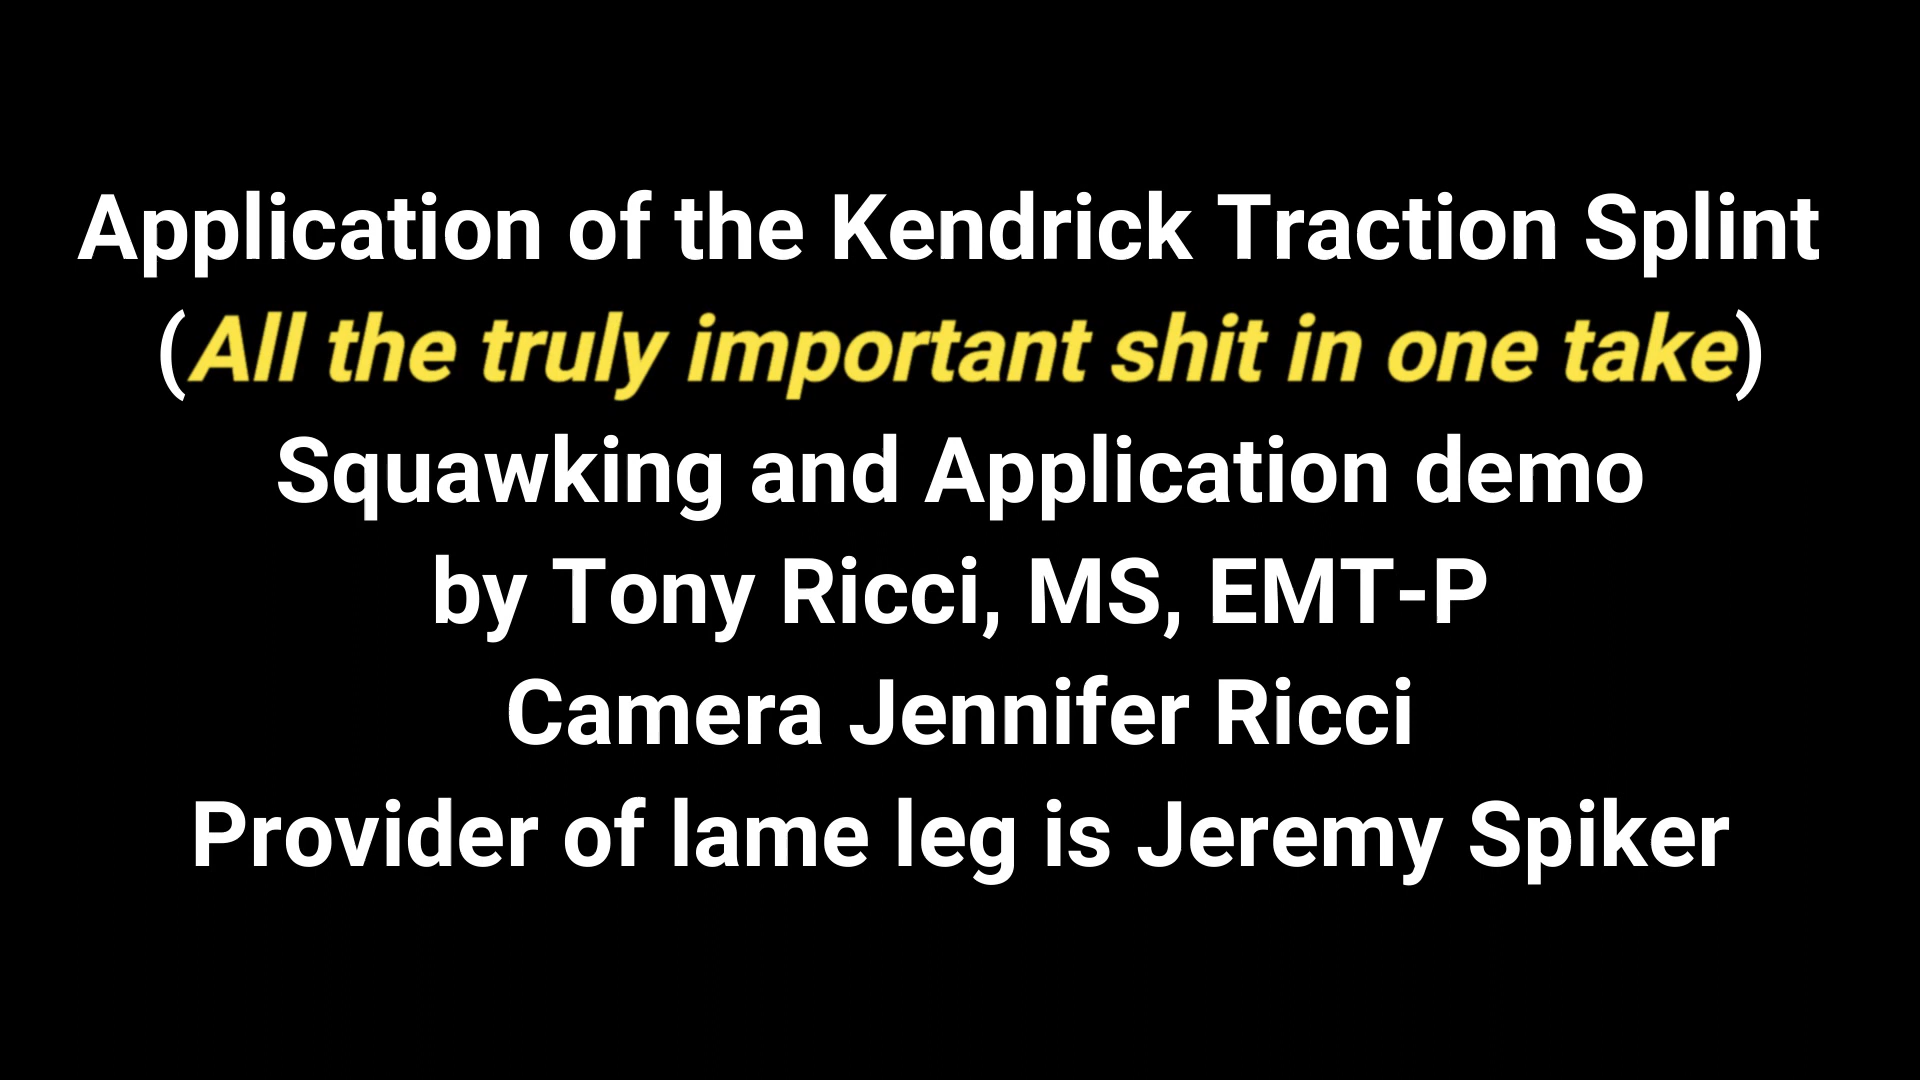 Application of the Kendrick Traction Splint
(All the truly important shit in one take)
Squawking and Application demo
by Tony Ricci, MS, EMT-P
Camera Jennifer Ricci
Provider of lame leg is Jeremy Spiker